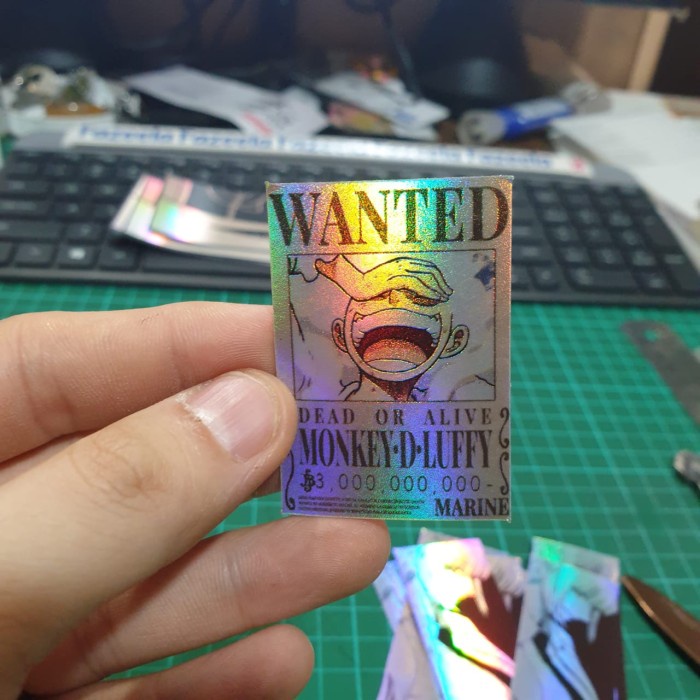 WANTED
DEAD OR ALIVE
MONKEY·D·LUFFY
฿3,000,000,000-
MARINE